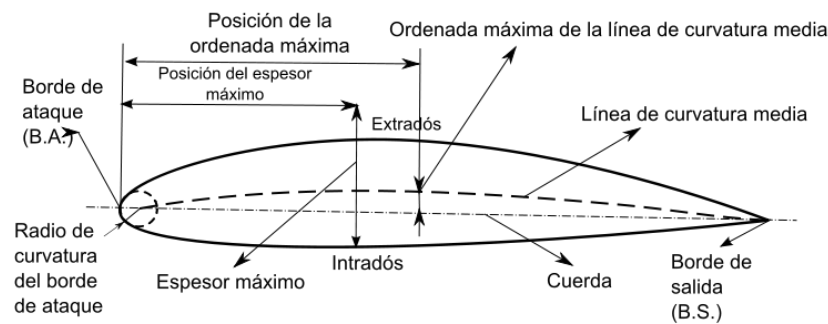 Posición de la
ordenada máxima
Ordenada máxima de la línea de curvatura media
Posición del espesor
máximo
Borde de
ataque
(B.A.)
Extradós
Línea de curvatura media
Radio de
curvatura
del borde
de ataque
Espesor máximo
Intradós
Cuerda
Borde de
salida
(B.S.)